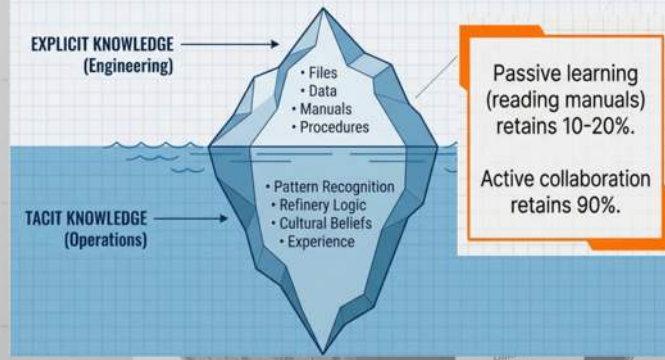 EXPLICIT KNOWLEDGE
(Engineering)
• Files
• Data
• Manuals
• Procedures
Passive learning
(reading manuals)
retains 10-20%.
Active collaboration
retains 90%.
TACIT KNOWLEDGE
(Operations)
• Pattern Recognition
• Refinery Logic
• Cultural Beliefs
• Experience